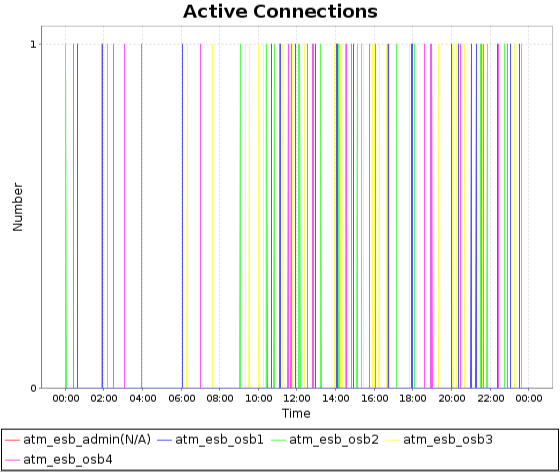 Active Connections
1
Number
0
00:00 02:00 04:00 06:00 08:00 10:00 12:00 14:00 16:00 18:00 20:00 22:00 00:00
Time
atm_esb_admin(N/A) atm_esb_osb1 atm_esb_osb2 atm_esb_osb3
atm_esb_osb4